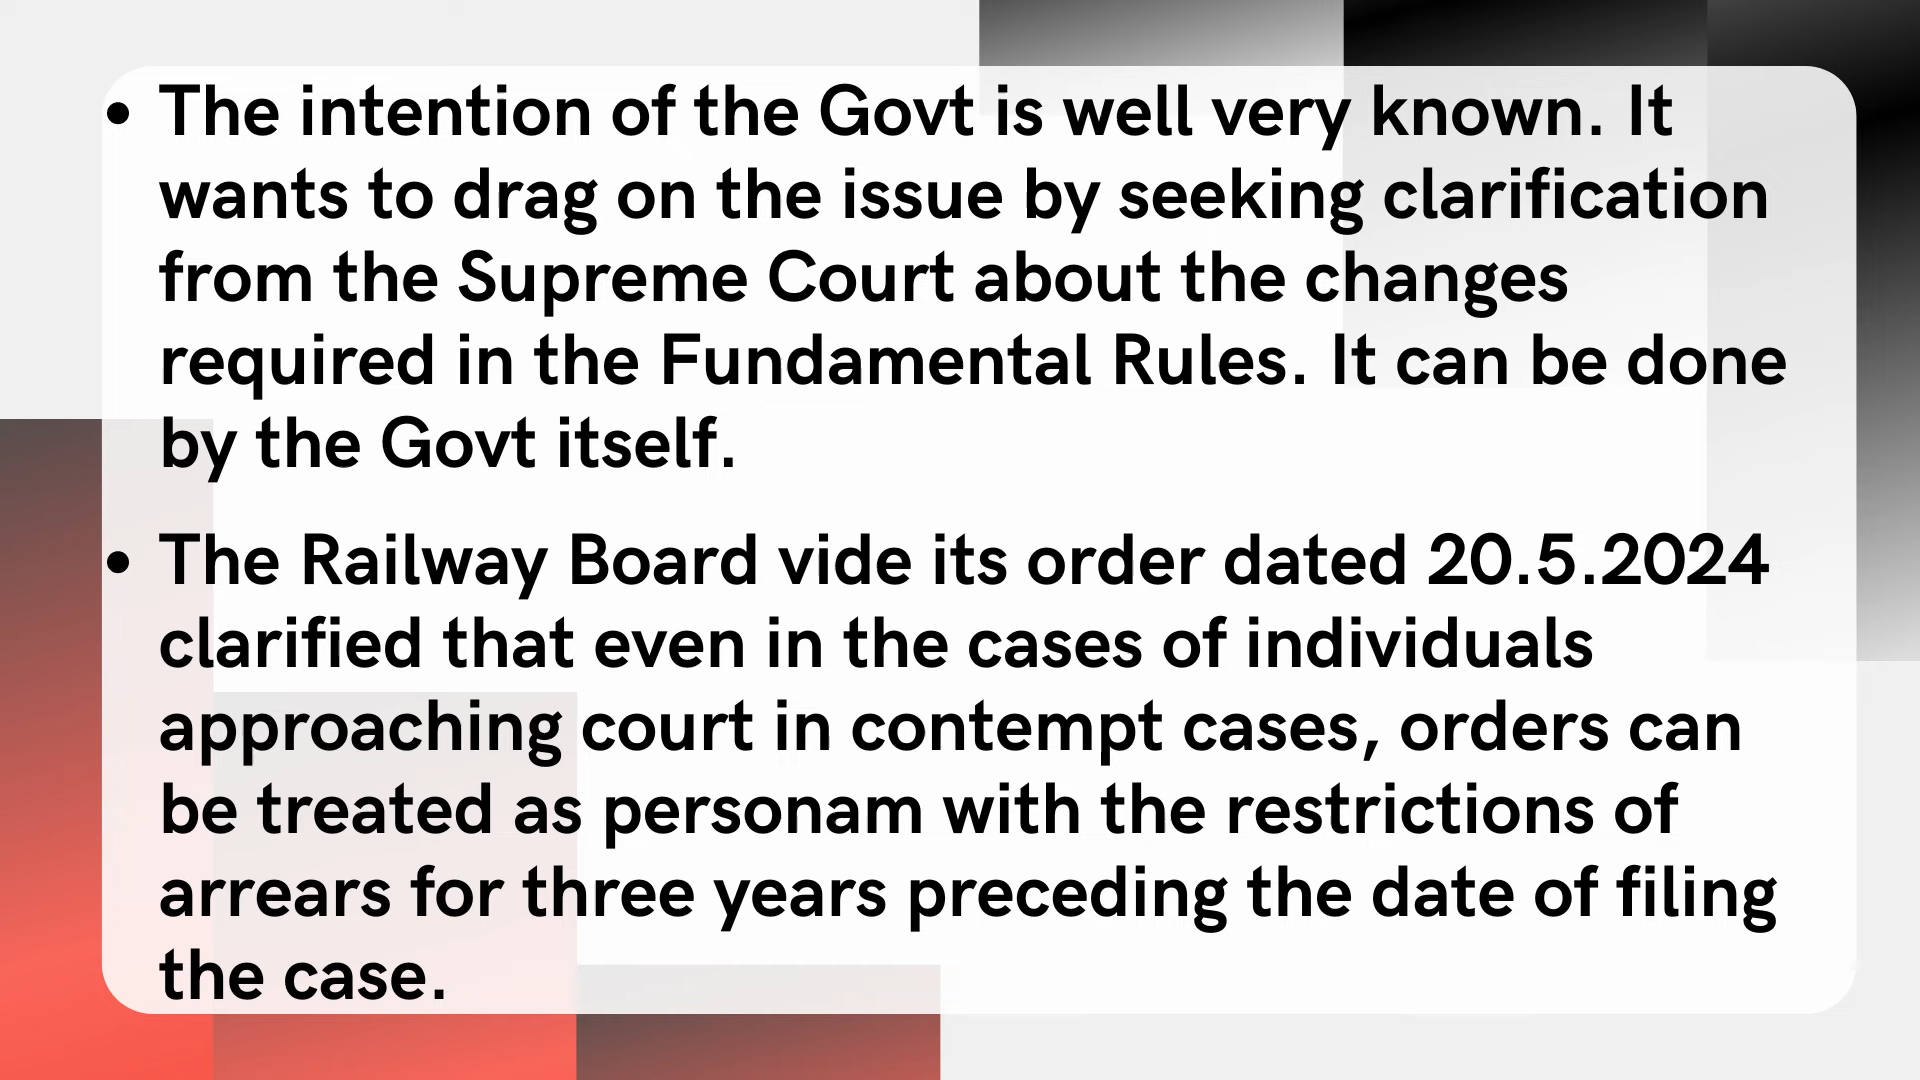 • The intention of the Govt is well very known. It
wants to drag on the issue by seeking clarification
from the Supreme Court about the changes
required in the Fundamental Rules. It can be done
by the Govt itself.
• The Railway Board vide its order dated 20.5.2024
clarified that even in the cases of individuals
approaching court in contempt cases, orders can
be treated as personam with the restrictions of
arrears for three years preceding the date of filing
the case.